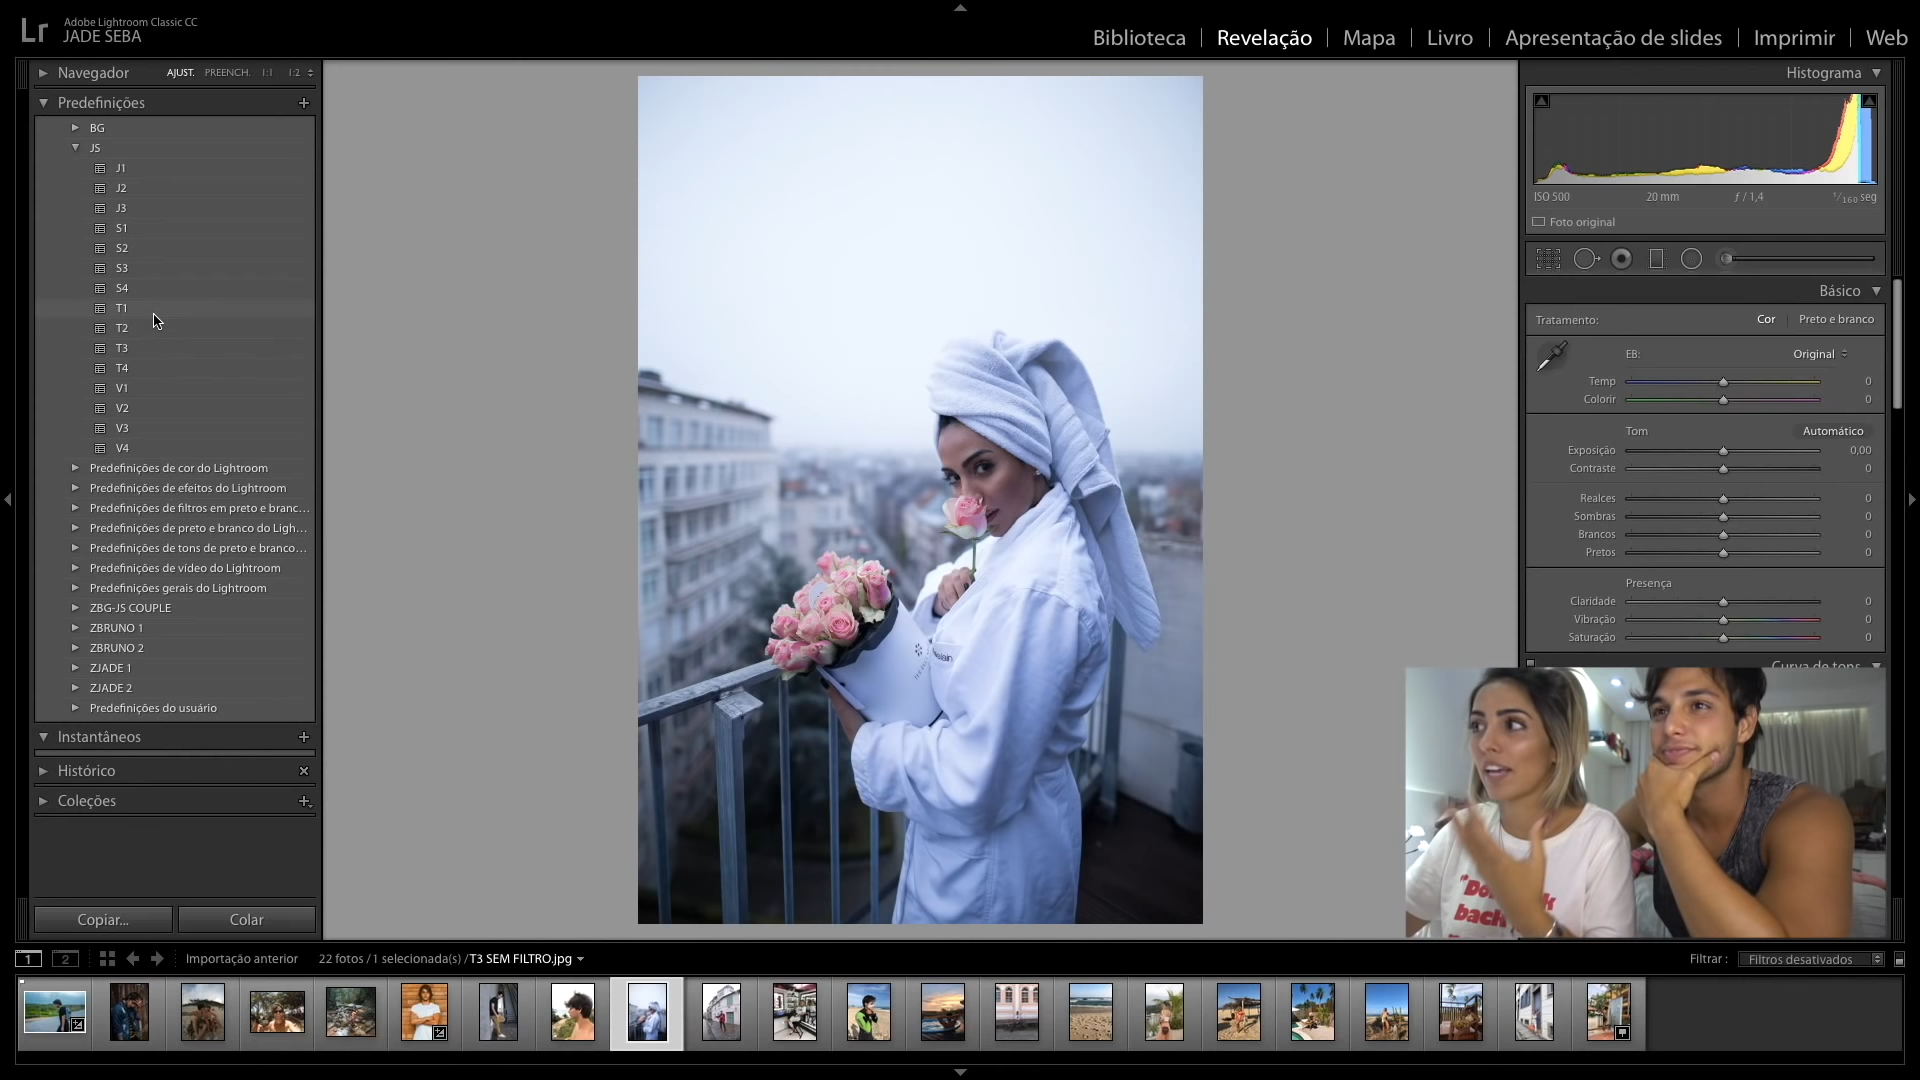 Lr
Adobe Lightroom Classic CC
JADE SEBA
Biblioteca | Revelação | Mapa | Livro | Apresentação de slides | Imprimir | Web
Navegador AJUST. PREENCH. 1:1 1:2
Predefinições
BG
JS
J1
J2
J3
S1
S2
S3
S4
T1
T2
T3
T4
V1
V2
V3
V4
Predefinições de cor do Lightroom
Predefinições de efeitos do Lightroom
Predefinições de filtros em preto e branc...
Predefinições de preto e branco do Ligh...
Predefinições de tons de preto e branco...
Predefinições de vídeo do Lightroom
Predefinições gerais do Lightroom
ZBG-JS COUPLE
ZBRUNO 1
ZBRUNO 2
ZJADE 1
ZJADE 2
Predefinições do usuário
Instantâneos
Histórico
Coleções
Copiar...
Colar
Histograma
ISO 500 20 mm ƒ / 1,4 1/160 seg
Foto original
Básico
Tratamento: Cor | Preto e branco
EB: Original
Temp 0
Colorir 0
Tom Automático
Exposição 0,00
Contraste 0
Realces 0
Sombras 0
Brancos 0
Pretos 0
Presença
Claridade 0
Vibração 0
Saturação 0
Curva de tons
back
1 2 Importação anterior 22 fotos / 1 selecionada(s) / T3 SEM FILTRO.jpg
Filtrar : Filtros desativados